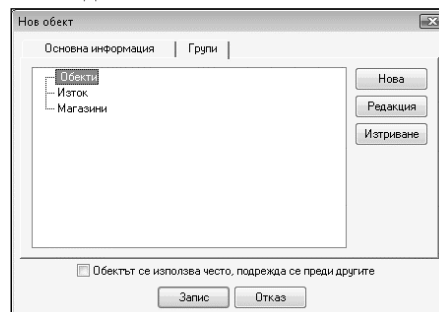 Нов обект
Основна информация
Групи
Обекти
Изток
Магазини
Нова
Редакция
Изтриване
Обектът се използва често, подрежда се преди другите
Запис
Отказ